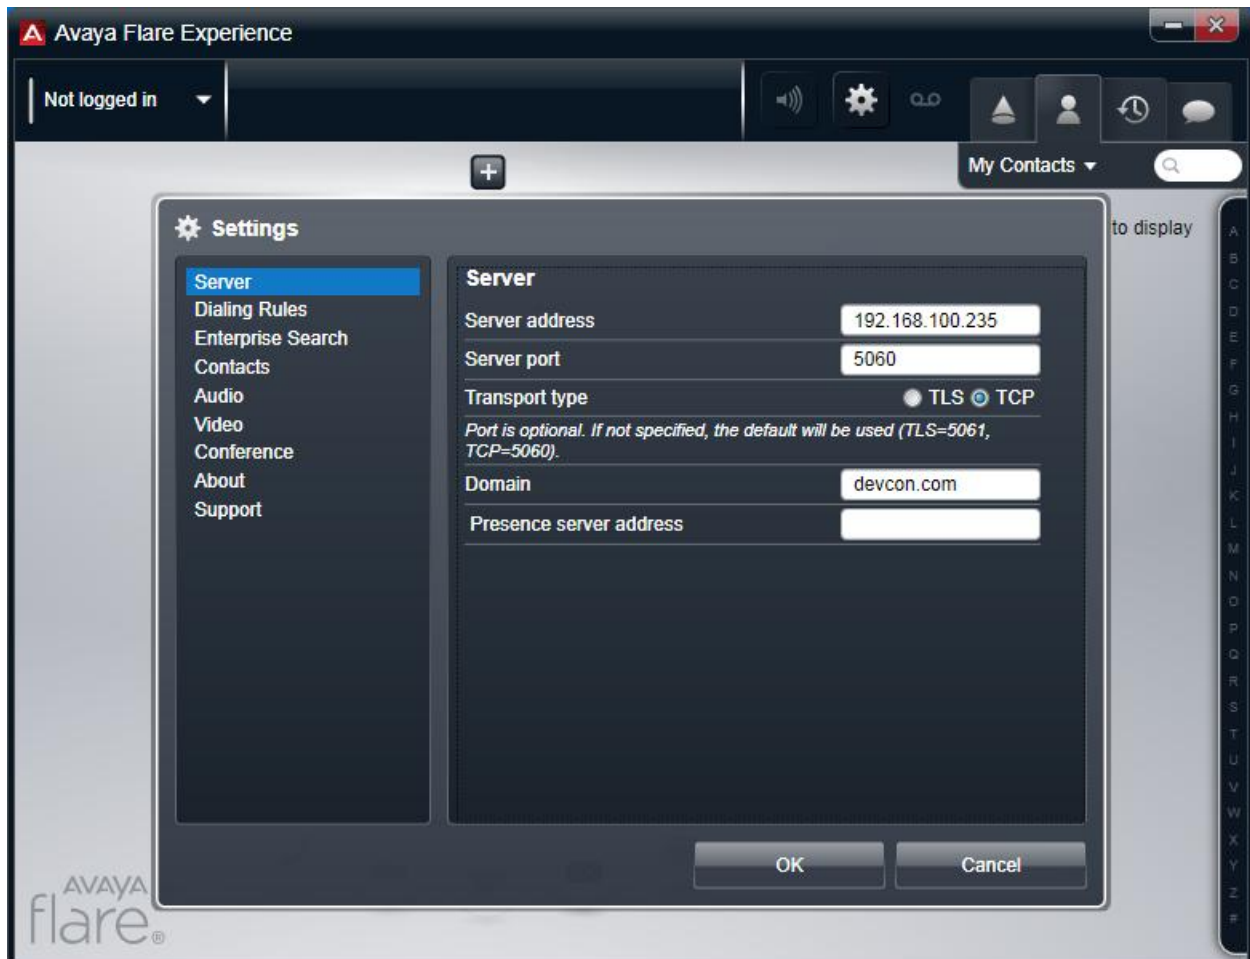 Avaya Flare Experience
Not logged in
My Contacts
to display
Settings
Server
Dialing Rules
Enterprise Search
Contacts
Audio
Video
Conference
About
Support
Server
Server address
192.168.100.235
Server port
5060
Transport type
TLS
TCP
Port is optional. If not specified, the default will be used (TLS=5061,
TCP=5060).
Domain
devcon.com
Presence server address
OK
Cancel
A
B
C
D
E
F
G
H
I
J
K
L
M
N
O
P
Q
R
S
T
U
V
W
X
Y
Z
#
AVAYA
flare®